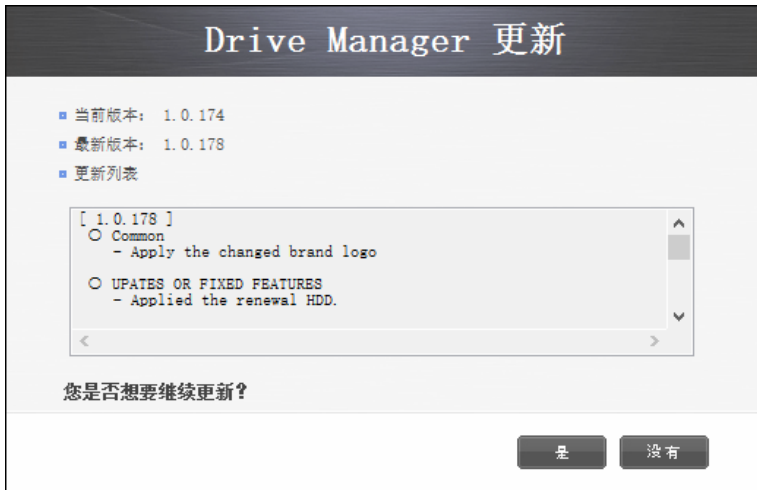 Drive Manager 更新
当前版本： 1.0.174
最新版本： 1.0.178
更新列表
[ 1.0.178 ]
○ Common
- Apply the changed brand logo
○ UPATES OR FIXED FEATURES
- Applied the renewal HDD.
您是否想要继续更新?
是 没有